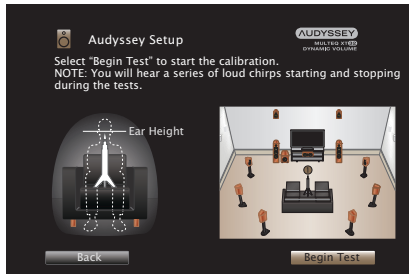 Audyssey Setup
AUDYSSEY
MULTEQ XT32
DYNAMIC VOLUME
Select “Begin Test” to start the calibration.
NOTE: You will hear a series of loud chirps starting and stopping
during the tests.
Ear Height
Back
Begin Test